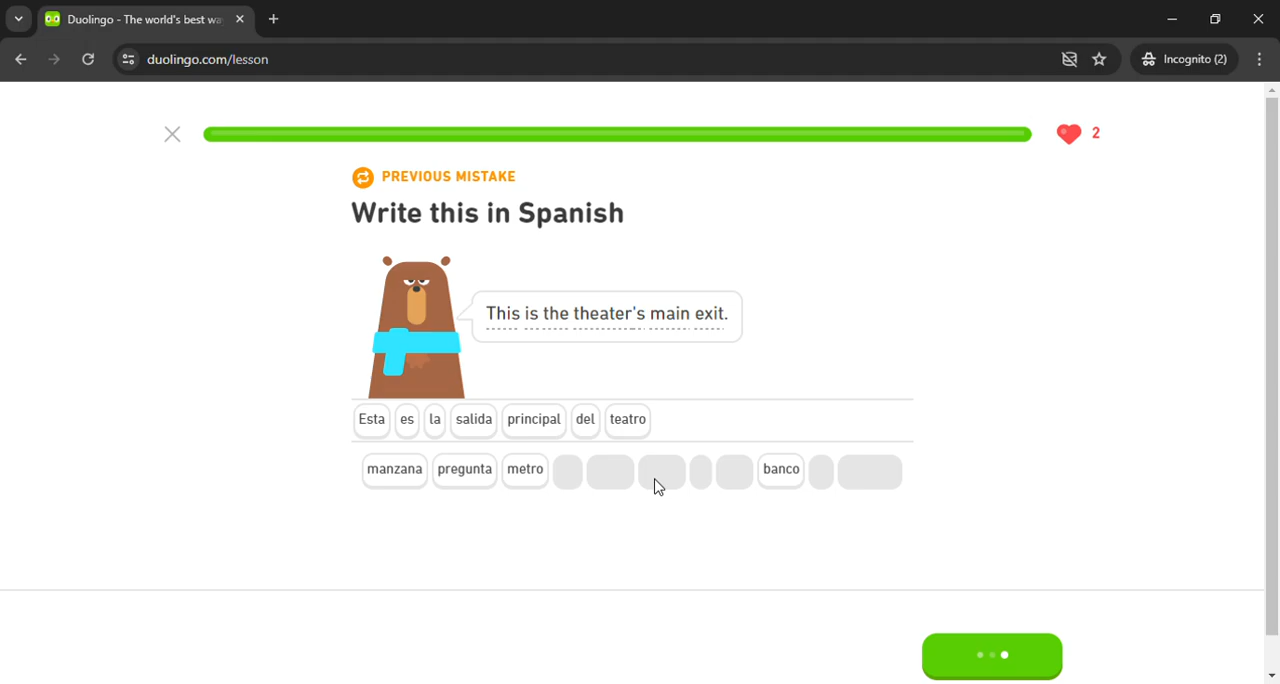 Duolingo - The world's best wa
duolingo.com/lesson
Incognito (2)
2
PREVIOUS MISTAKE
Write this in Spanish
This is the theater's main exit.
Esta es la salida principal del teatro
manzana pregunta metro banco